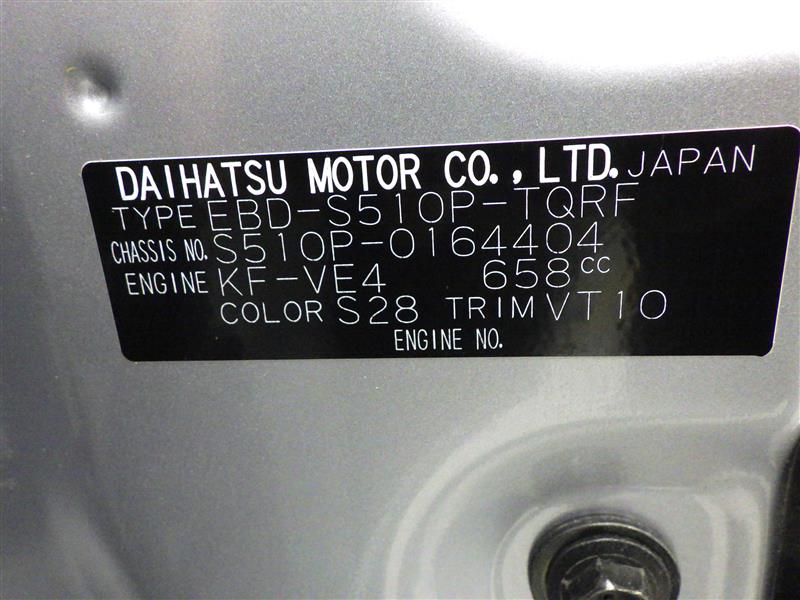 DAIHATSU MOTOR CO., LTD. JAPAN
TYPE EBD-S510P-TQRF
CHASSIS NO. S510P-0164404
ENGINE KF-VE4 658CC
COLOR S28 TRIM VT10
ENGINE NO.